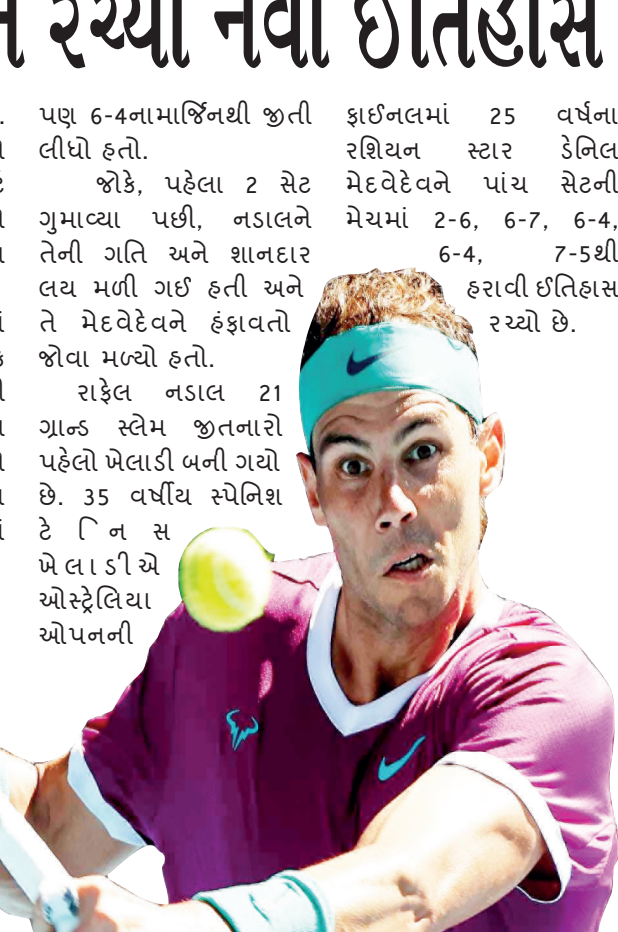 રચ્યો નવો ઈતિહાસ
પણ 6-4નામાર્જિનથી જીતી
લીધો હતો.
જોકે, પહેલા 2 સેટ
ગુમાવ્યા પછી, નડાલને
તેની ગતિ અને શાનદાર
લય મળી ગઈ હતી અને
તે મેદવેદેવને હંફાવતો
જોવા મળ્યો હતો.
રાફેલ નડાલ 21
ગ્રાન્ડ સ્લેમ જીતનારો
પહેલો ખેલાડી બની ગયો
છે. 35 વર્ષીય સ્પેનિશ
ટેનિસ
ખેલાડીએ
ઓસ્ટ્રેલિયા
ઓપનની
ફાઈનલમાં 25 વર્ષના
રશિયન સ્ટાર ડેનિલ
મેદવેદેવને પાંચ સેટની
મેચમાં 2-6, 6-7, 6-4,
6-4, 7-5થી
હરાવી ઈતિહાસ
રચ્યો છે.